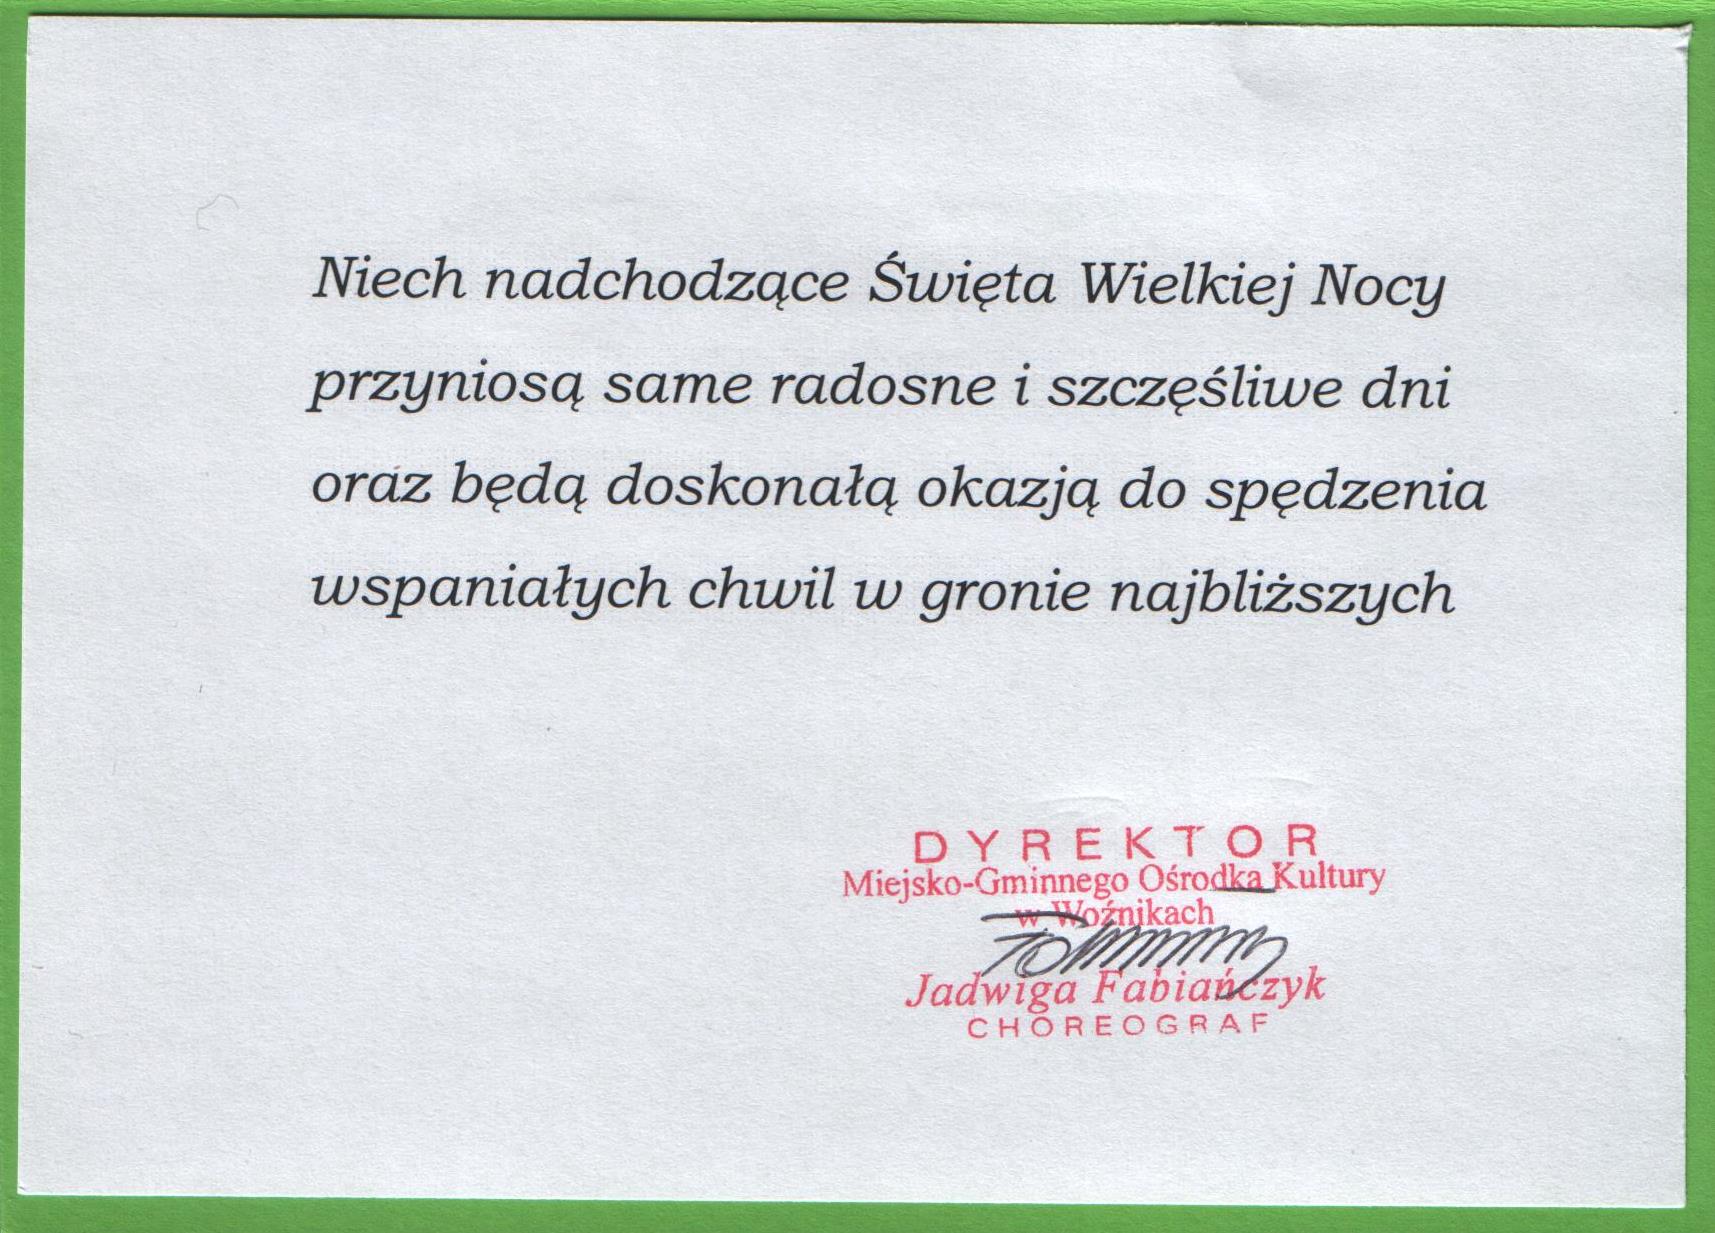 Niech nadchodzące Święta Wielkiej Nocy
przyniosą same radosne i szczęśliwe dni
oraz będą doskonałą okazją do spędzenia
wspaniałych chwil w gronie najbliższych
DYREKTOR
Miejsko-Gminnego Ośrodka Kultury
w Woźnikach
Jadwiga Fabiańczyk
CHOREOGRAF